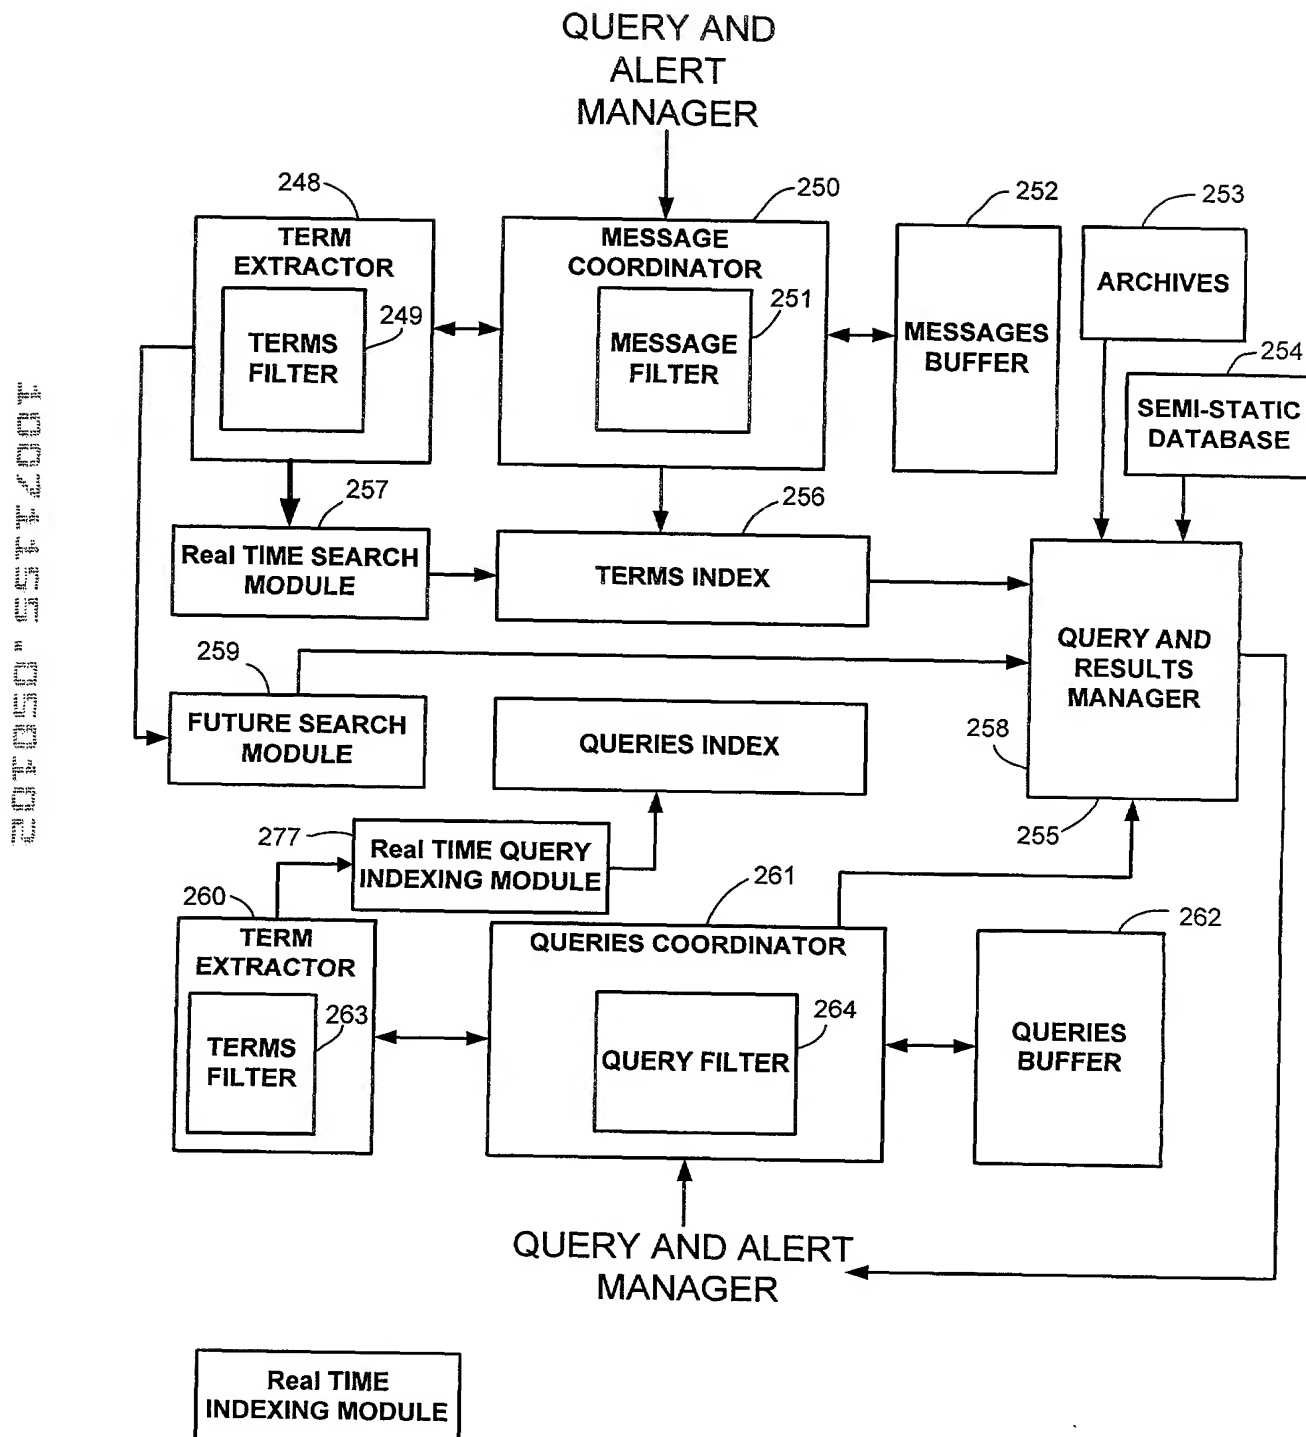 QUERY AND
ALERT
MANAGER
248
250
252
253
TERM
EXTRACTOR
MESSAGE
COORDINATOR
ARCHIVES
249
251
TERMS
FILTER
MESSAGE
FILTER
MESSAGES
BUFFER
254
SEMI-STATIC
DATABASE
257
256
Real TIME SEARCH
MODULE
TERMS INDEX
QUERY AND
RESULTS
MANAGER
259
FUTURE SEARCH
MODULE
QUERIES INDEX
258
255
277
Real TIME QUERY
INDEXING MODULE
260
261
262
TERM
EXTRACTOR
QUERIES COORDINATOR
263
264
TERMS
FILTER
QUERY FILTER
QUERIES
BUFFER
QUERY AND ALERT
MANAGER
Real TIME
INDEXING MODULE
10071155.050102